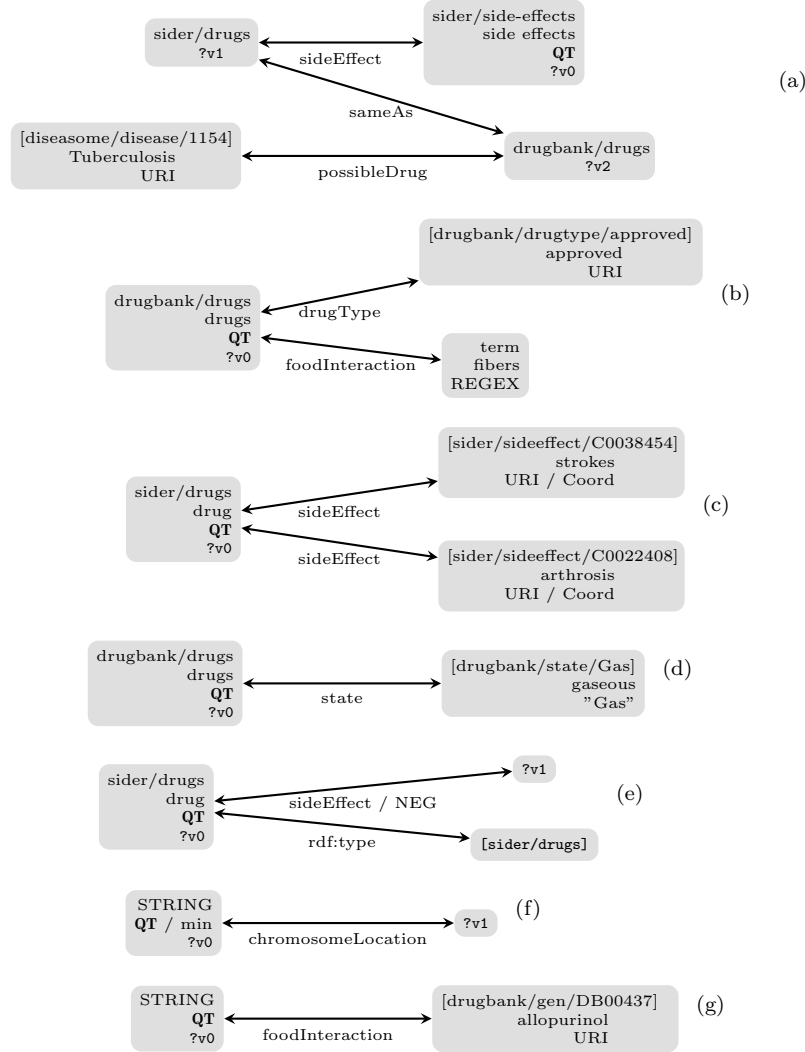 sider/drugs
?v1
sideEffect
sider/side-effects
side effects
QT
?v0
(a)
sameAs
[diseasome/disease/1154]
Tuberculosis
URI
possibleDrug
drugbank/drugs
?v2
[drugbank/drugtype/approved]
approved
URI
(b)
drugbank/drugs
drugs
QT
?v0
drugType
foodInteraction
term
fibers
REGEX
[sider/sideeffect/C0038454]
strokes
URI / Coord
(c)
sider/drugs
drug
QT
?v0
sideEffect
sideEffect
[sider/sideeffect/C0022408]
arthrosis
URI / Coord
drugbank/drugs
drugs
QT
?v0
state
[drugbank/state/Gas]
gaseous
"Gas"
(d)
sider/drugs
drug
QT
?v0
sideEffect / NEG
?v1
(e)
rdf:type
[sider/drugs]
STRING
QT / min
?v0
chromosomeLocation
?v1
(f)
STRING
QT
?v0
foodInteraction
[drugbank/gen/DB00437]
allopurinol
URI
(g)